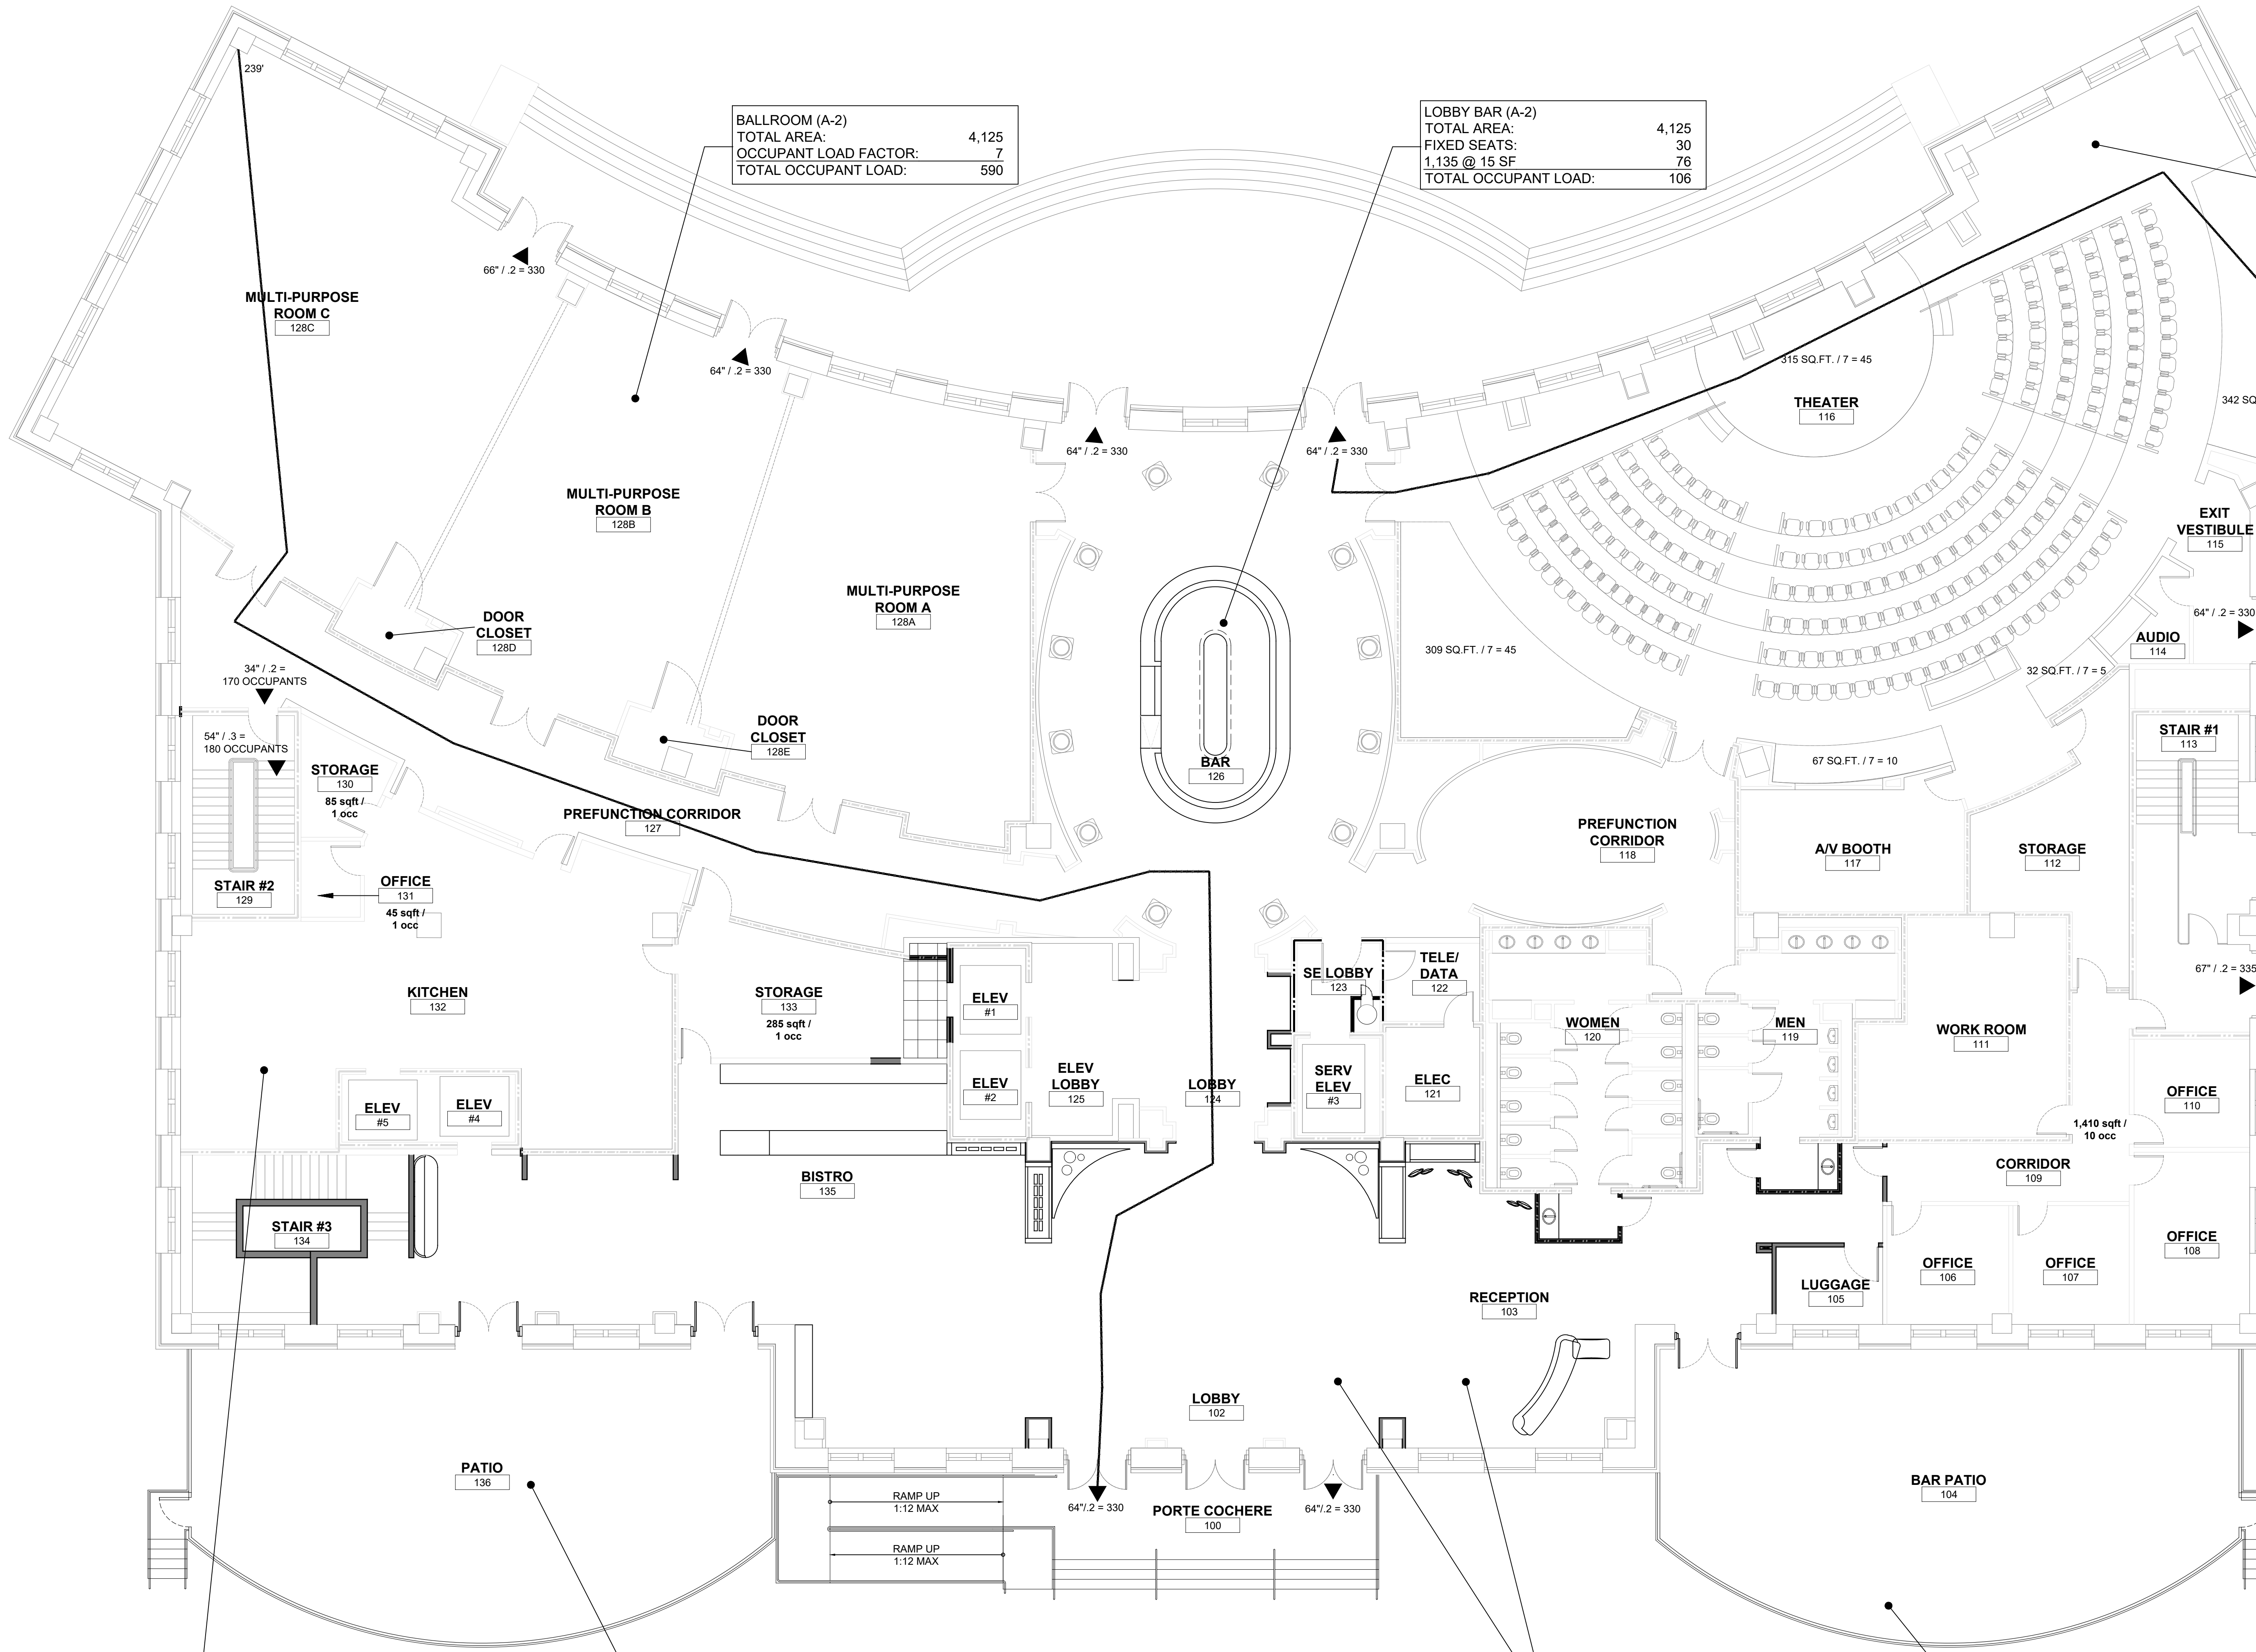 239'
BALLROOM (A-2)
TOTAL AREA: 4,125
OCCUPANT LOAD FACTOR: 7
TOTAL OCCUPANT LOAD: 590
LOBBY BAR (A-2)
TOTAL AREA: 4,125
FIXED SEATS: 30
1,135 @ 15 SF 76
TOTAL OCCUPANT LOAD: 106
66" / .2 = 330
MULTI-PURPOSE
ROOM C
128C
64" / .2 = 330
315 SQ.FT. / 7 = 45
THEATER
116
342 SQ
64" / .2 = 330
64" / .2 = 330
MULTI-PURPOSE
ROOM B
128B
EXIT
VESTIBULE
115
MULTI-PURPOSE
ROOM A
128A
DOOR
CLOSET
128D
64" / .2 = 330
AUDIO
114
309 SQ.FT. / 7 = 45
32 SQ.FT. / 7 = 5
34" / .2 =
170 OCCUPANTS
54" / .3 =
180 OCCUPANTS
DOOR
CLOSET
128E
STAIR #1
113
STORAGE
130
85 sqft /
1 occ
BAR
126
67 SQ.FT. / 7 = 10
PREFUNCTION CORRIDOR
127
PREFUNCTION
CORRIDOR
118
A/V BOOTH
117
STORAGE
112
STAIR #2
129
OFFICE
131
45 sqft /
1 occ
KITCHEN
132
STORAGE
133
285 sqft /
1 occ
ELEV
#1
SE LOBBY
123
TELE/
DATA
122
67" / .2 = 335
WOMEN
120
MEN
119
WORK ROOM
111
ELEV
#2
ELEV
LOBBY
125
LOBBY
124
SERV
ELEV
#3
ELEC
121
OFFICE
110
ELEV
#5
ELEV
#4
1,410 sqft /
10 occ
BISTRO
135
CORRIDOR
109
STAIR #3
134
OFFICE
108
OFFICE
106
OFFICE
107
LUGGAGE
105
RECEPTION
103
LOBBY
102
PATIO
136
BAR PATIO
104
RAMP UP
1:12 MAX
64"/.2 = 330
PORTE COCHERE
100
64"/.2 = 330
RAMP UP
1:12 MAX